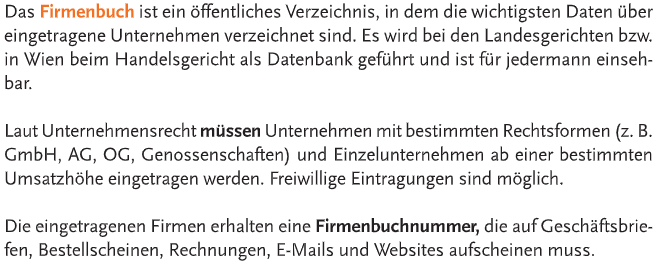 Das Firmenbuch ist ein öffentliches Verzeichnis, in dem die wichtigsten Daten über
eingetragene Unternehmen verzeichnet sind. Es wird bei den Landesgerichten bzw.
in Wien beim Handelsgericht als Datenbank geführt und ist für jedermann einseh-
bar.
Laut Unternehmensrecht müssen Unternehmen mit bestimmten Rechtsformen (z. B.
GmbH, AG, OG, Genossenschaften) und Einzelunternehmen ab einer bestimmten
Umsatzhöhe eingetragen werden. Freiwillige Eintragungen sind möglich.
Die eingetragenen Firmen erhalten eine Firmenbuchnummer, die auf Geschäftsbrie-
fen, Bestellscheinen, Rechnungen, E-Mails und Websites aufscheinen muss.